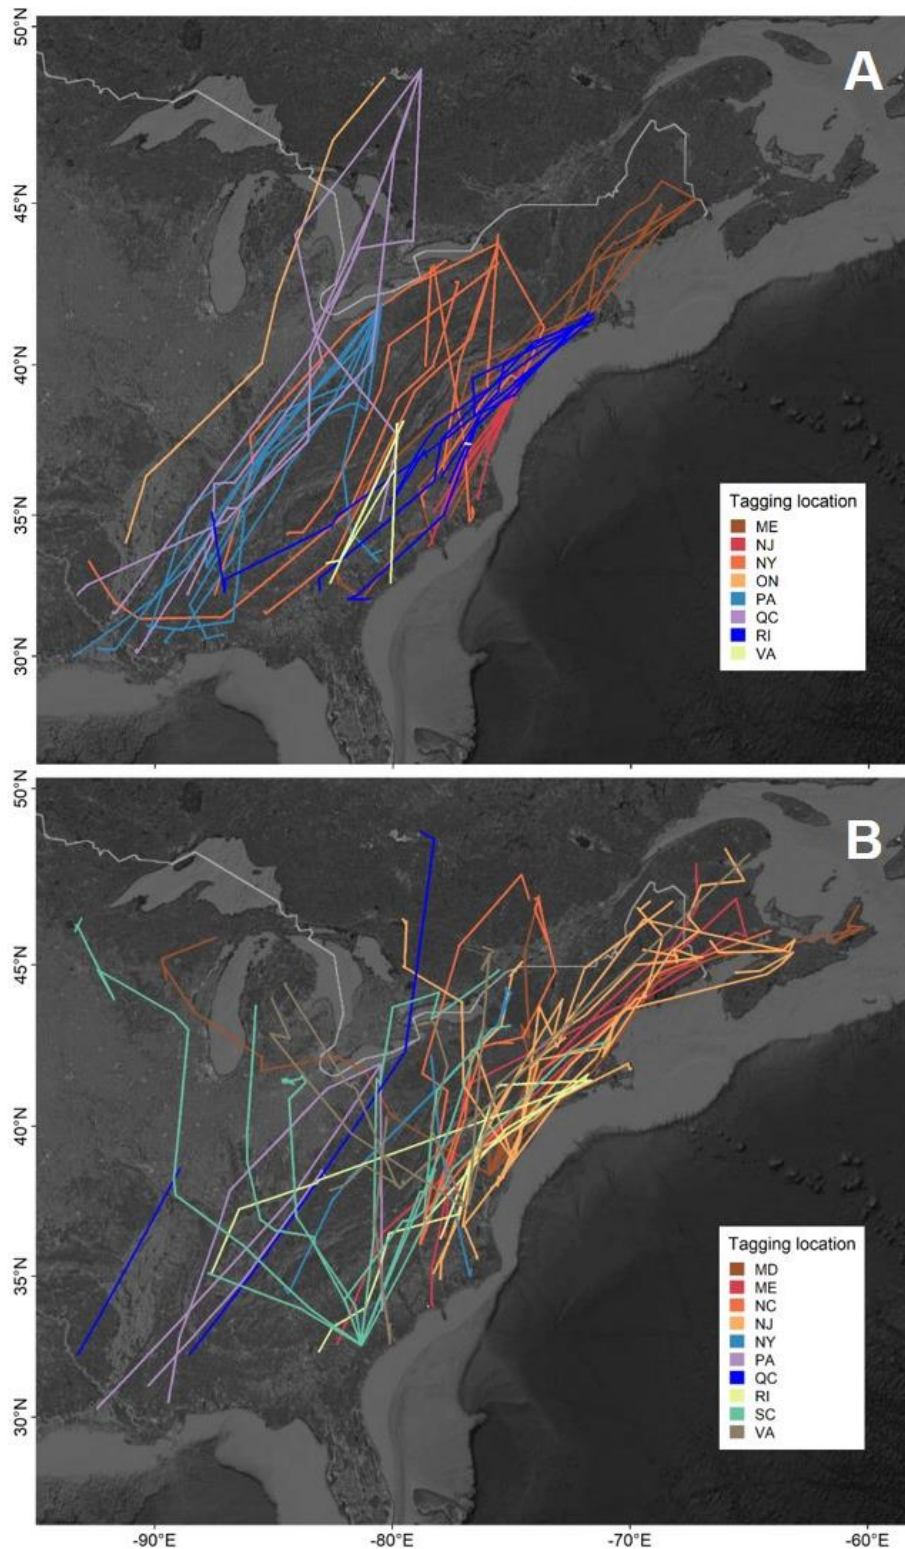 A
50°N
45°N
40°N
35°N
30°N
Tagging location
ME
NJ
NY
ON
PA
QC
RI
VA
B
50°N
45°N
40°N
35°N
30°N
Tagging location
MD
ME
NC
NJ
NY
PA
QC
RI
SC
VA
-90°E
-80°E
-70°E
-60°E